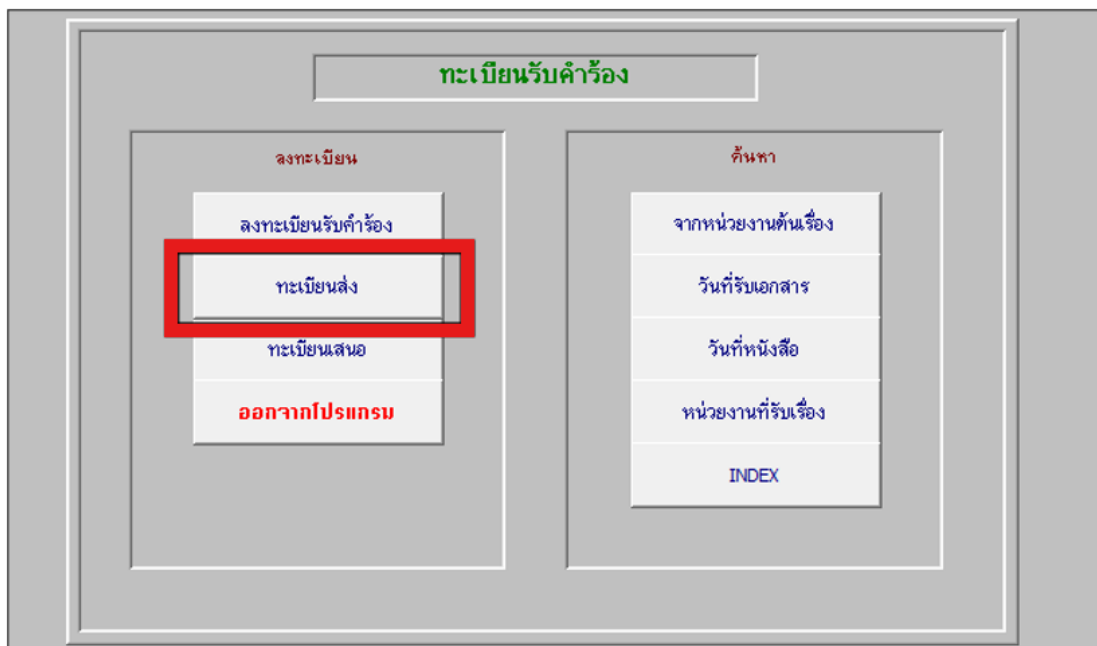 ทะเบียนรับคำร้อง
ลงทะเบียน
ลงทะเบียนรับคำร้อง
ทะเบียนส่ง
ทะเบียนเสนอ
ออกจากโปรแกรม
ค้นหา
จากหน่วยงานต้นเรื่อง
วันที่รับเอกสาร
วันที่หนังสือ
หน่วยงานที่รับเรื่อง
INDEX